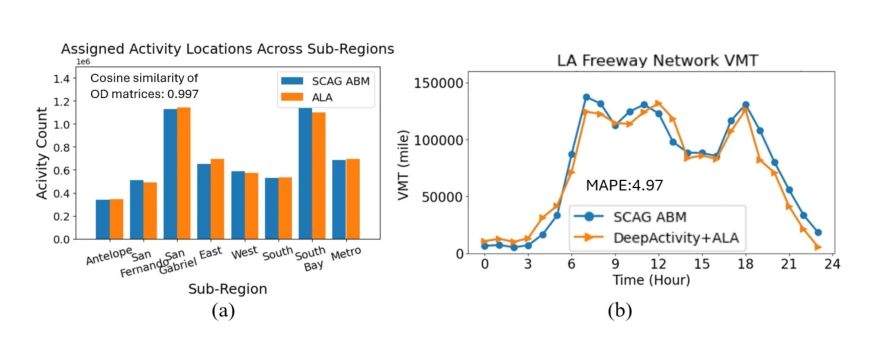 Assigned Activity Locations Across Sub-Regions
1e6
Cosine similarity of
OD matrices: 0.997
SCAG ABM
ALA
1.4
1.2
1.0
0.8
0.6
0.4
0.2
0.0
Acivity Count
Antelope
San
Fernando
San
Gabriel
East
West
South
South
Bay
Metro
Sub-Region
(a)
LA Freeway Network VMT
150000
100000
50000
0
VMT (mile)
MAPE:4.97
SCAG ABM
DeepActivity+ALA
0 3 6 9 12 15 18 21 24
Time (Hour)
(b)